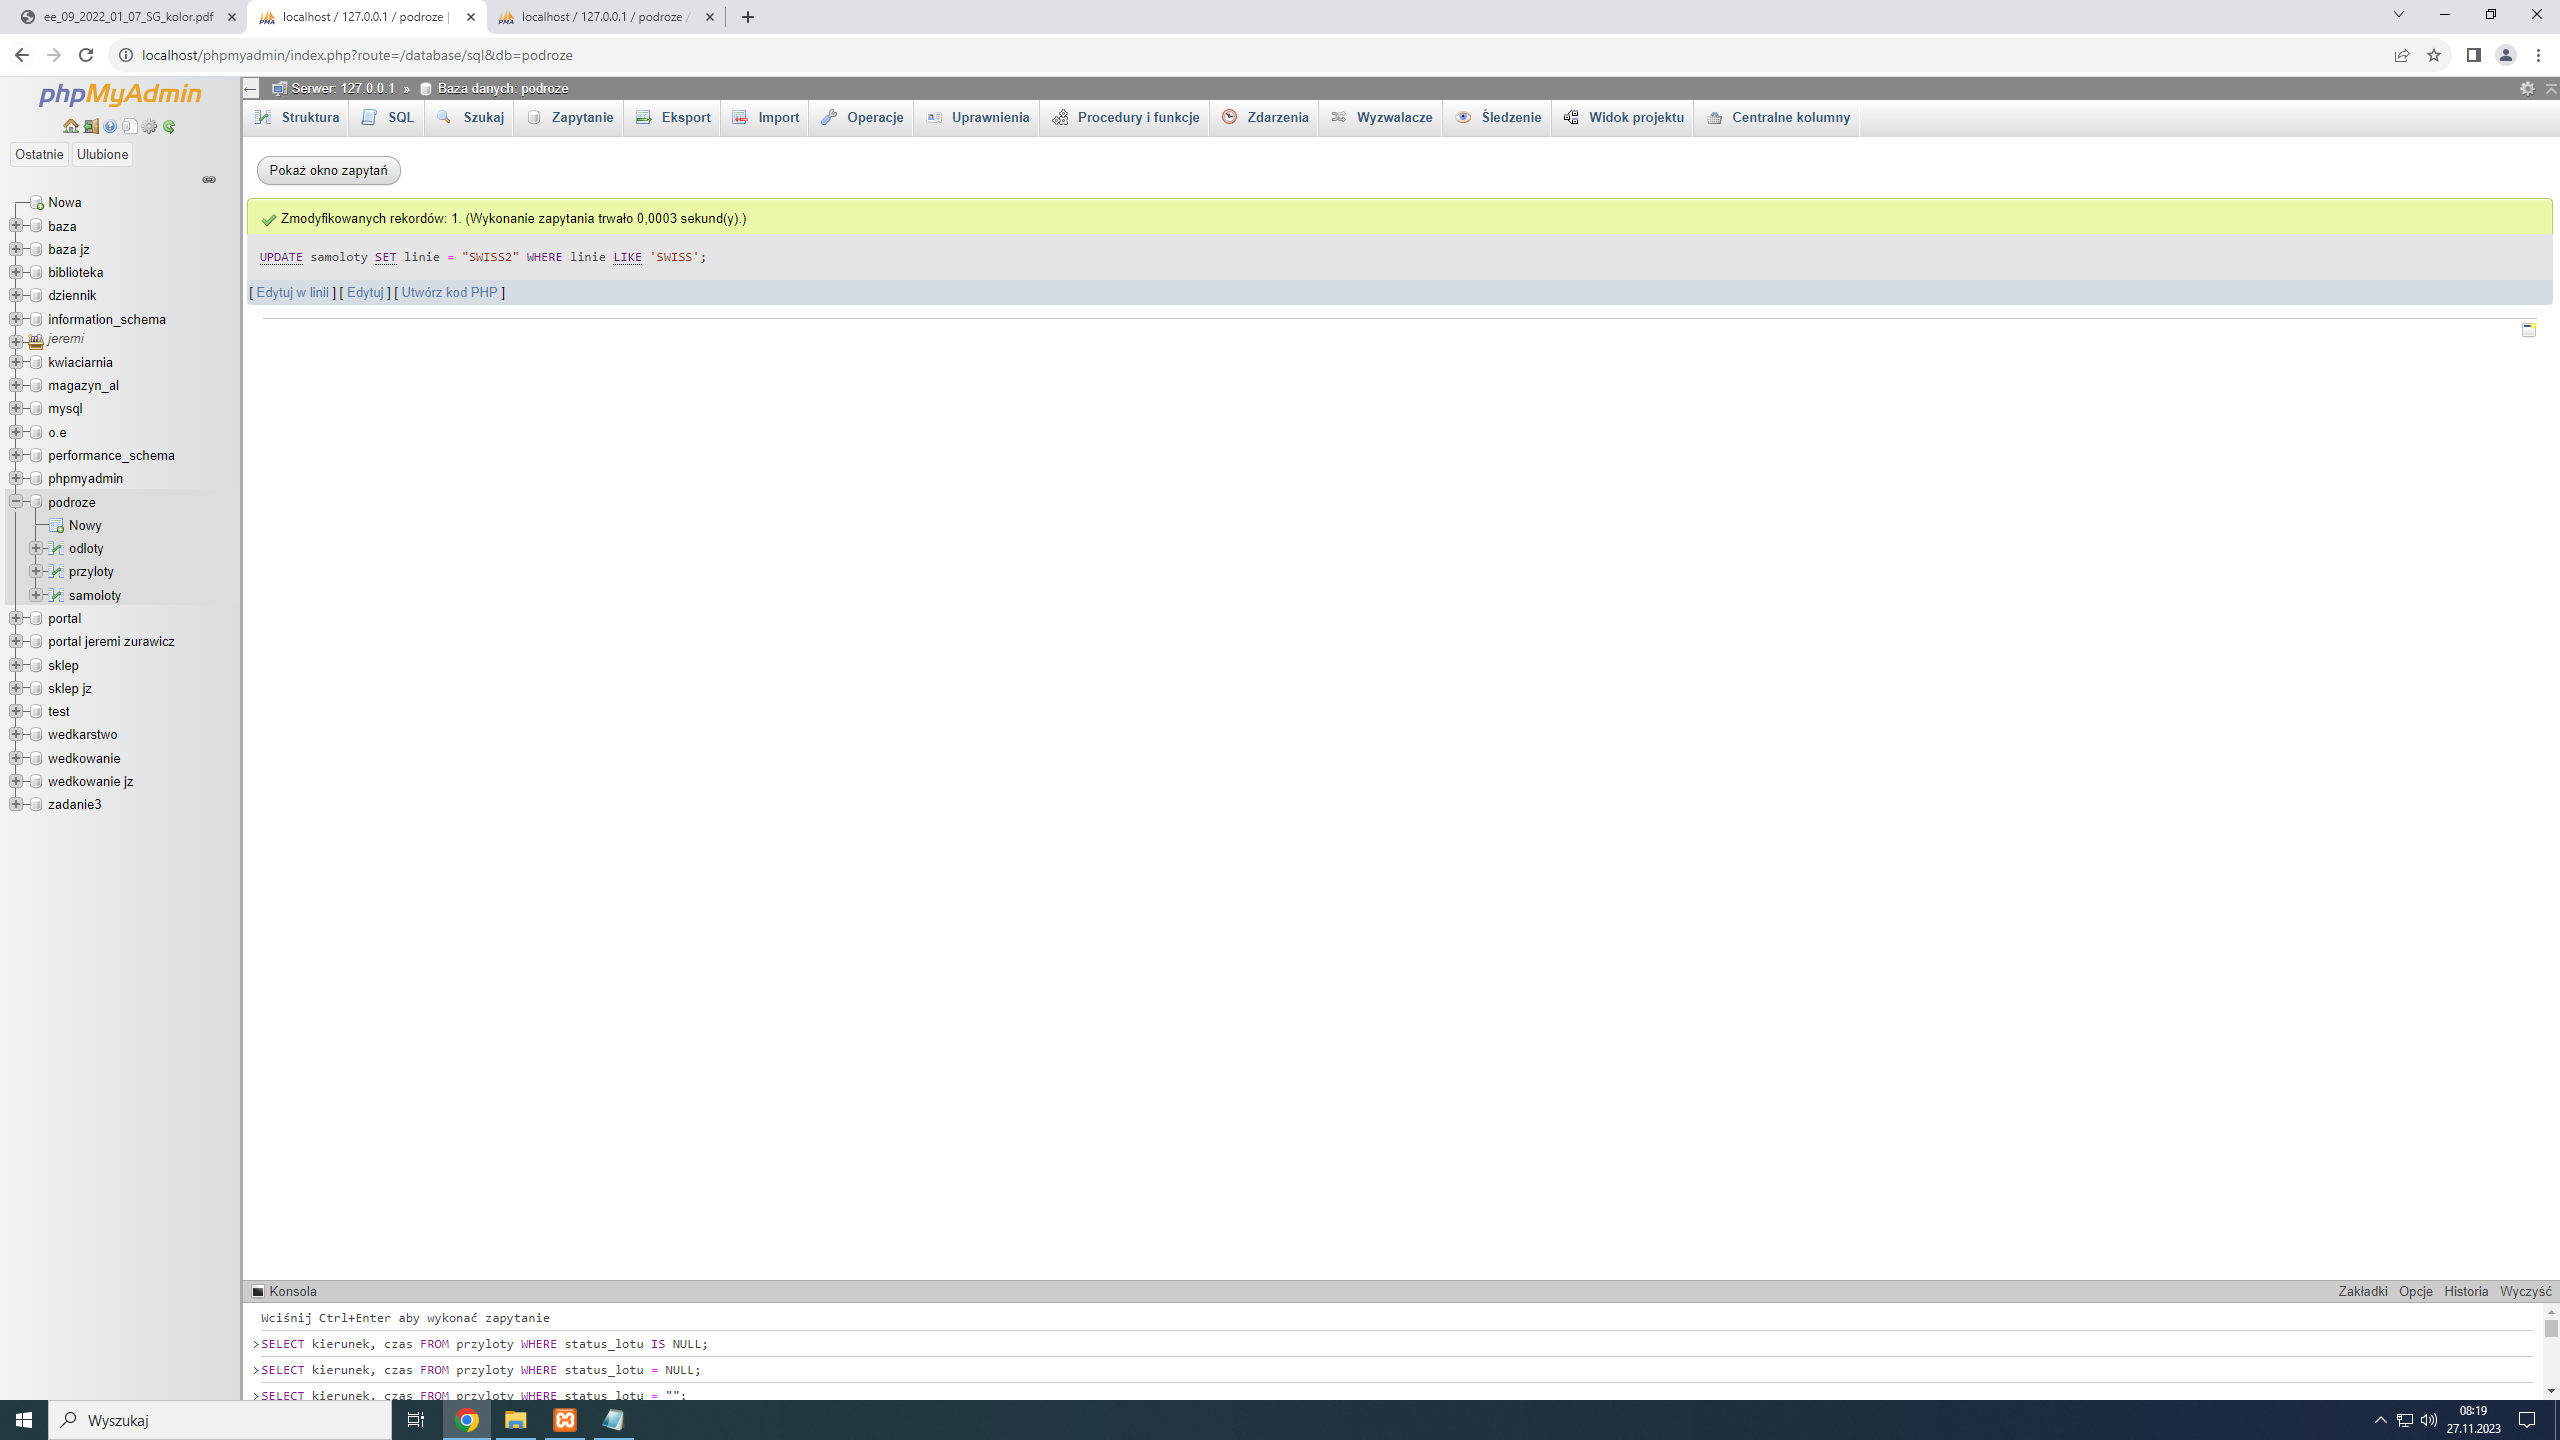 ee_09_2022_01_07_SG_kolor.pdf
localhost / 127.0.0.1 / podroze |
localhost / 127.0.0.1 / podroze /
localhost/phpmyadmin/index.php?route=/database/sql&db=podroze
phpMyAdmin
Ostatnie
Ulubione
Nowa
baza
baza jz
biblioteka
dziennik
information_schema
jeremi
kwiaciarnia
magazyn_al
mysql
o.e
performance_schema
phpmyadmin
podroze
Nowy
odloty
przyloty
samoloty
portal
portal jeremi zurawicz
sklep
sklep jz
test
wedkarstwo
wedkowanie
wedkowanie jz
zadanie3
Serwer: 127.0.0.1 » Baza danych: podroze
Struktura SQL Szukaj Zapytanie Eksport Import Operacje Uprawnienia Procedury i funkcje Zdarzenia Wyzwalacze Śledzenie Widok projektu Centralne kolumny
Pokaż okno zapytań
Zmodyfikowanych rekordów: 1. (Wykonanie zapytania trwało 0,0003 sekund(y).)
UPDATE samoloty SET linie = "SWISS2" WHERE linie LIKE 'SWISS';
[ Edytuj w linii ] [ Edytuj ] [ Utwórz kod PHP ]
Konsola
Zakładki Opcje Historia Wyczyść
Wciśnij Ctrl+Enter aby wykonać zapytanie
>SELECT kierunek, czas FROM przyloty WHERE status_lotu IS NULL;
>SELECT kierunek, czas FROM przyloty WHERE status_lotu = NULL;
>SELECT kierunek, czas FROM przyloty WHERE status_lotu = "";
Wyszukaj
08:19
27.11.2023